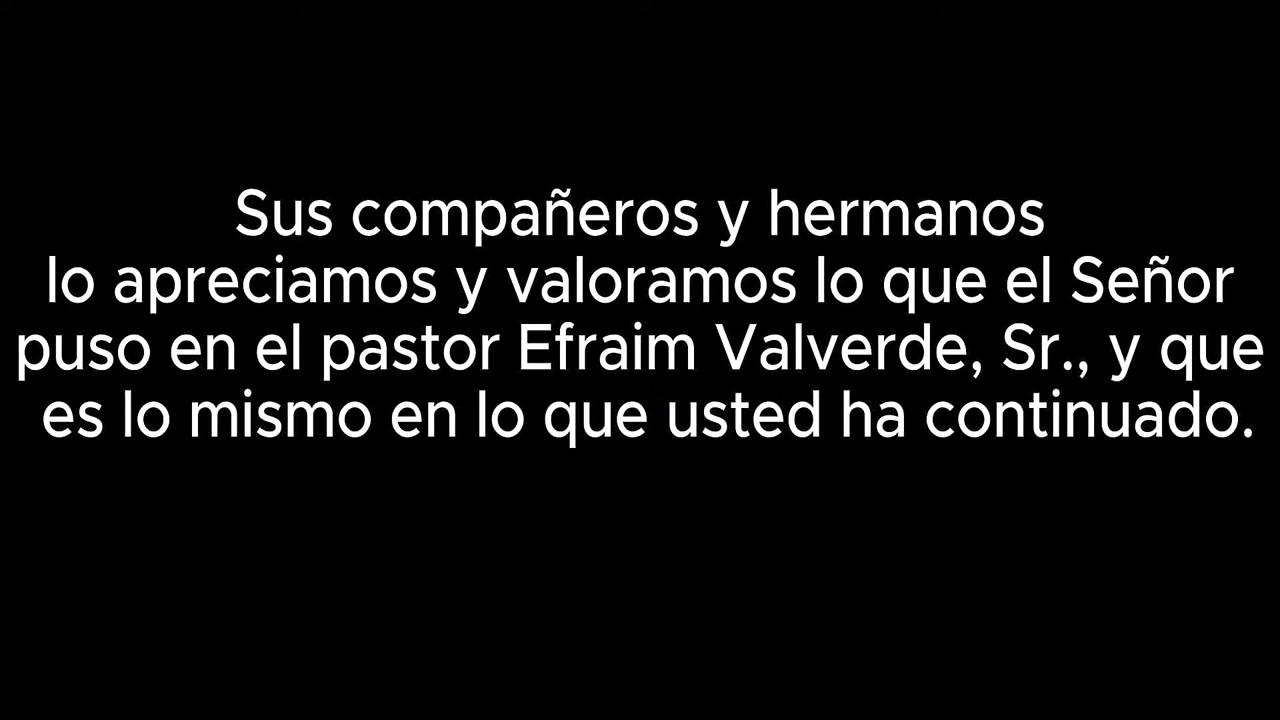 Sus compañeros y hermanos
lo apreciamos y valoramos lo que el Señor
puso en el pastor Efraim Valverde, Sr., y que
es lo mismo en lo que usted ha continuado.